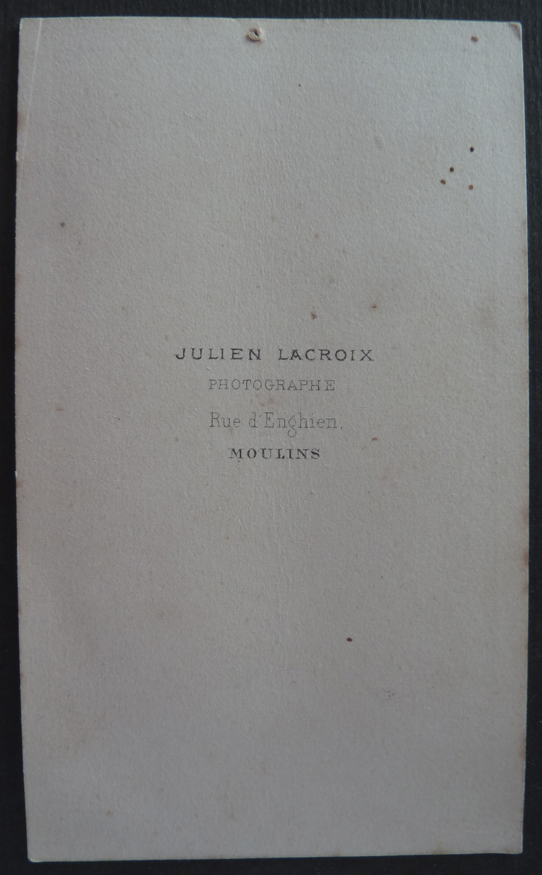 JULIEN LACROIX
PHOTOGRAPHE
Rue d'Enghien,
MOULINS